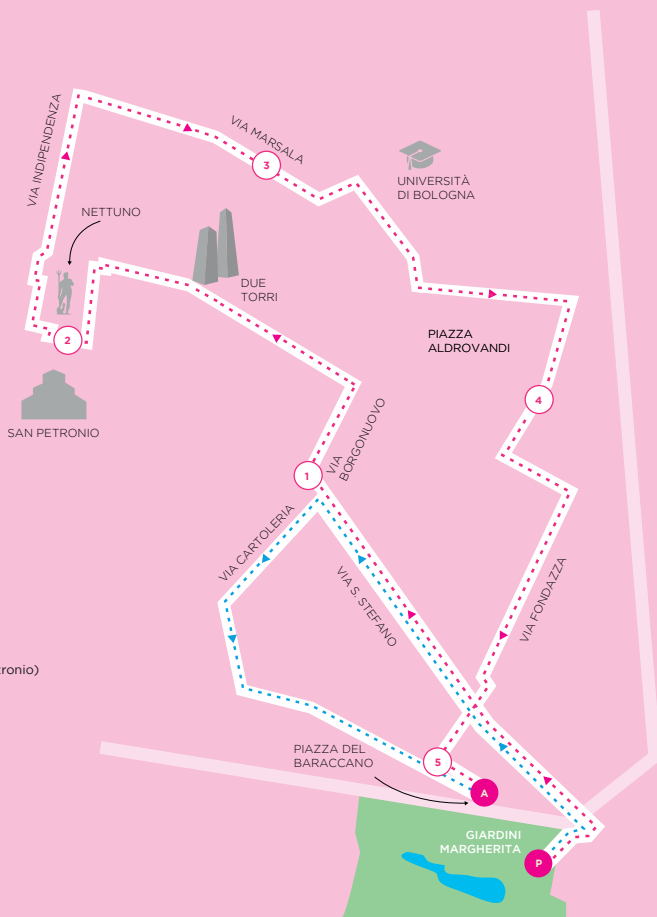 VIA INDIPENDENZA
VIA MARSALA
3
UNIVERSITÀ
DI BOLOGNA
NETTUNO
DUE
TORRI
2
PIAZZA
ALDROVANDI
SAN PETRONIO
4
VIA
BORGONUOVO
1
VIA CARTOLERIA
VIA S. STEFANO
VIA FONDAZZA
ronio)
PIAZZA DEL
BARACCANO
5
A
GIARDINI
MARGHERITA
P